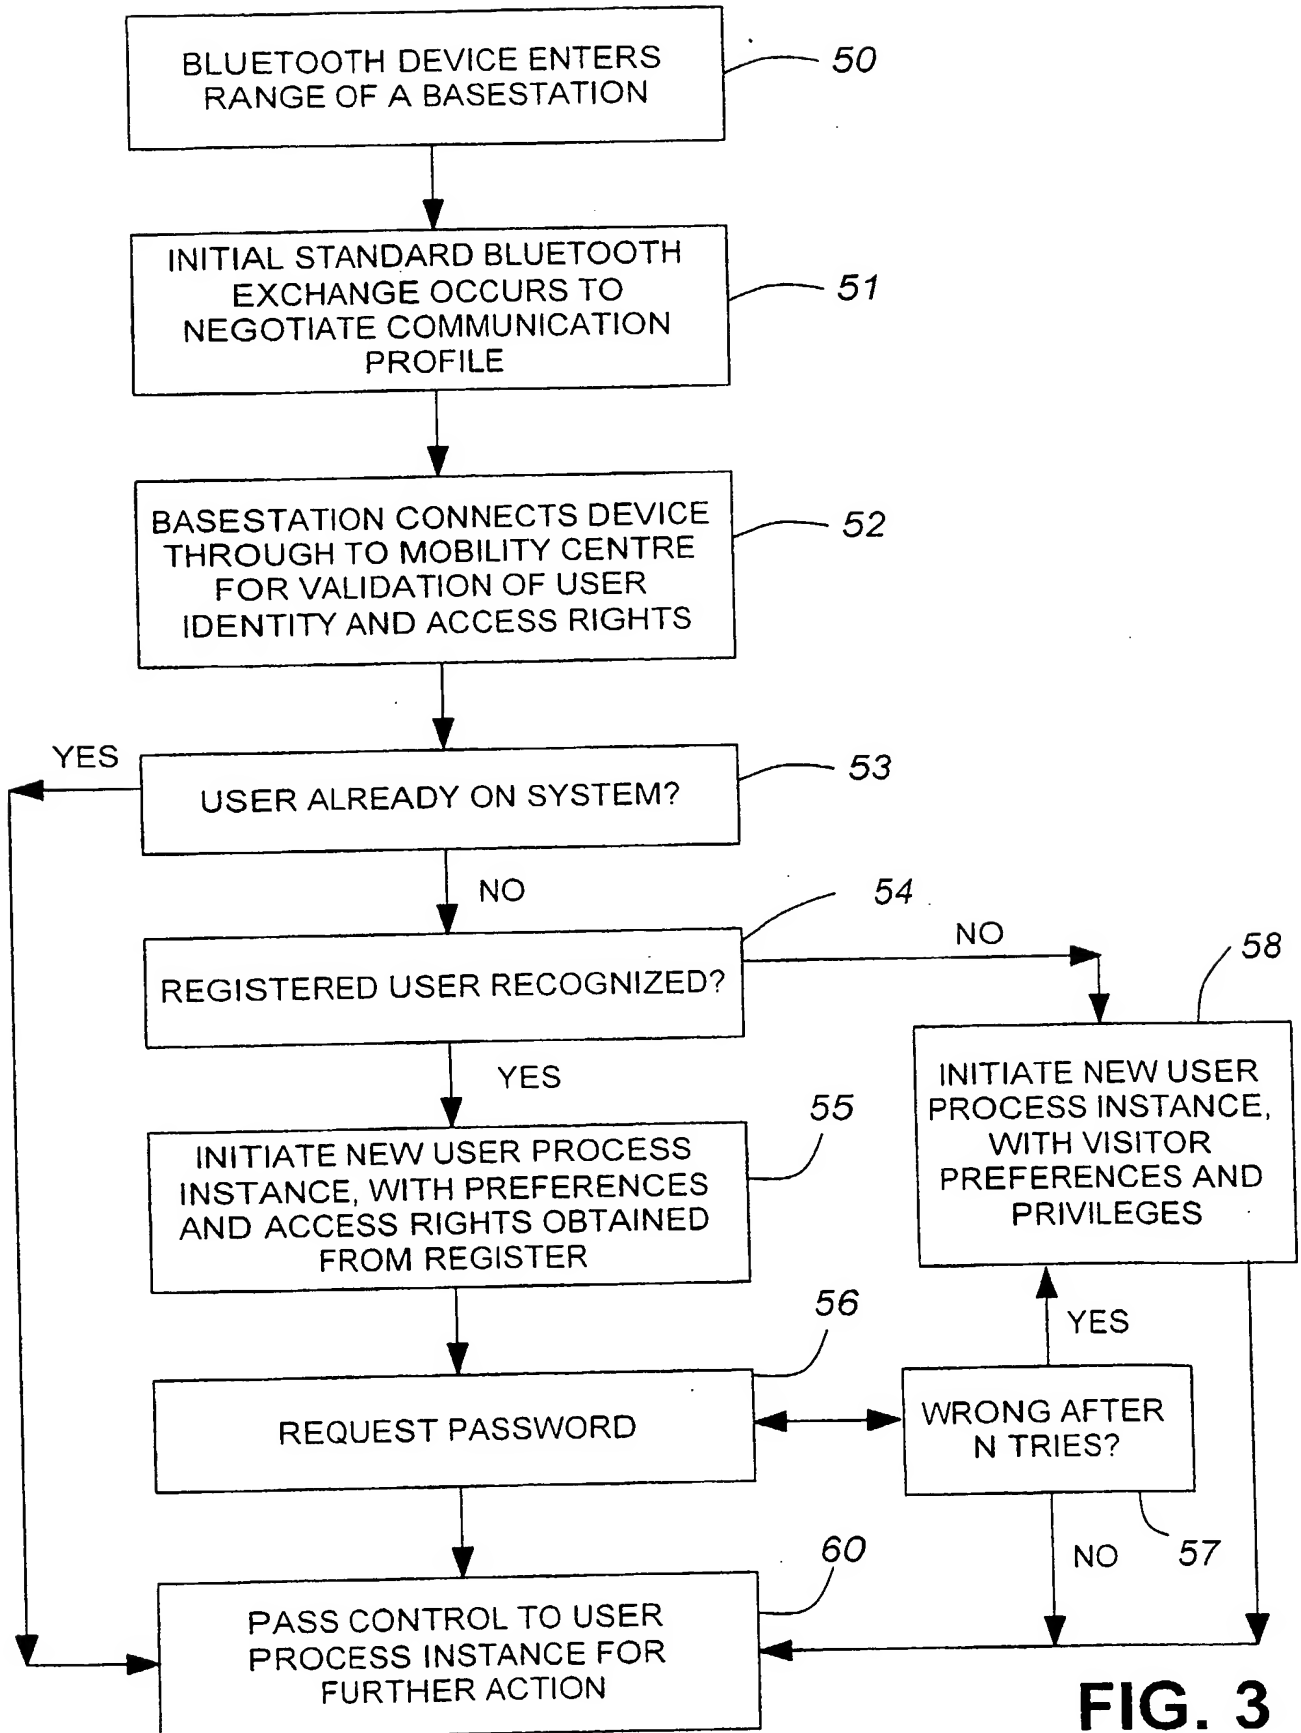 BLUETOOTH DEVICE ENTERS
RANGE OF A BASESTATION
50
INITIAL STANDARD BLUETOOTH
EXCHANGE OCCURS TO
NEGOTIATE COMMUNICATION
PROFILE
51
BASESTATION CONNECTS DEVICE
THROUGH TO MOBILITY CENTRE
FOR VALIDATION OF USER
IDENTITY AND ACCESS RIGHTS
52
YES
USER ALREADY ON SYSTEM?
53
NO
54
REGISTERED USER RECOGNIZED?
NO
58
YES
INITIATE NEW USER
PROCESS INSTANCE,
WITH VISITOR
PREFERENCES AND
PRIVILEGES
55
INITIATE NEW USER PROCESS
INSTANCE, WITH PREFERENCES
AND ACCESS RIGHTS OBTAINED
FROM REGISTER
56
YES
REQUEST PASSWORD
WRONG AFTER
N TRIES?
57
NO
60
PASS CONTROL TO USER
PROCESS INSTANCE FOR
FURTHER ACTION
FIG. 3